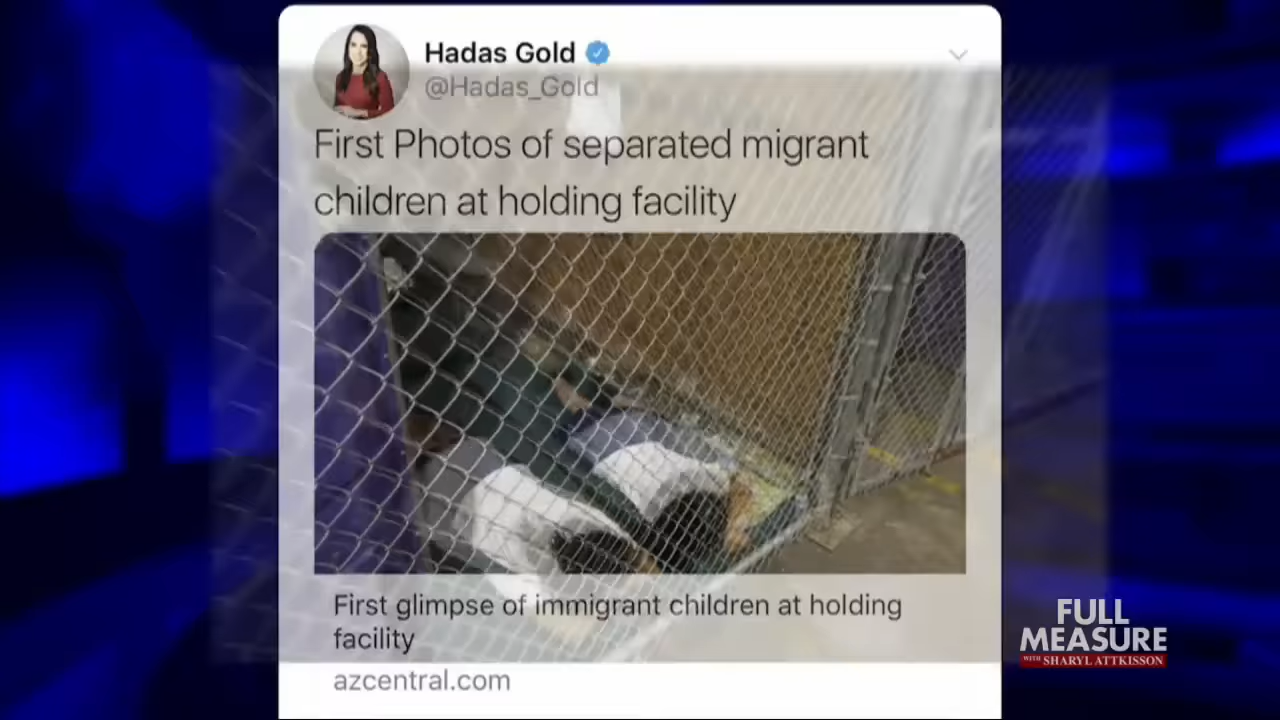 Hadas Gold
@Hadas_Gold
First Photos of separated migrant
children at holding facility
First glimpse of immigrant children at holding
facility
azcentral.com
FULL
MEASURE
WITH SHARYL ATTKISSON